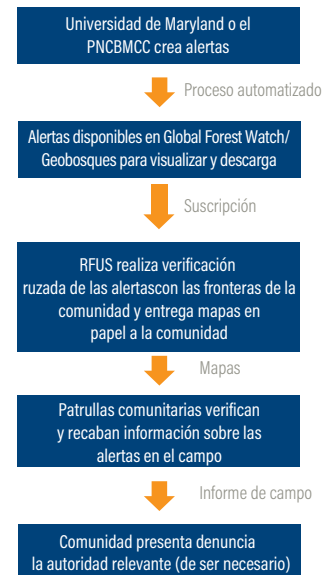 Universidad de Maryland o el
PNCBMCC crea alertas
Proceso automatizado
Alertas disponibles en Global Forest Watch/
Geobosques para visualizar y descarga
Suscripción
RFUS realiza verificación
ruzada de las alertascon las fronteras de la
comunidad y entrega mapas en
papel a la comunidad
Mapas
Patrullas comunitarias verifican
y recaban información sobre las
alertas en el campo
Informe de campo
Comunidad presenta denuncia
la autoridad relevante (de ser necesario)